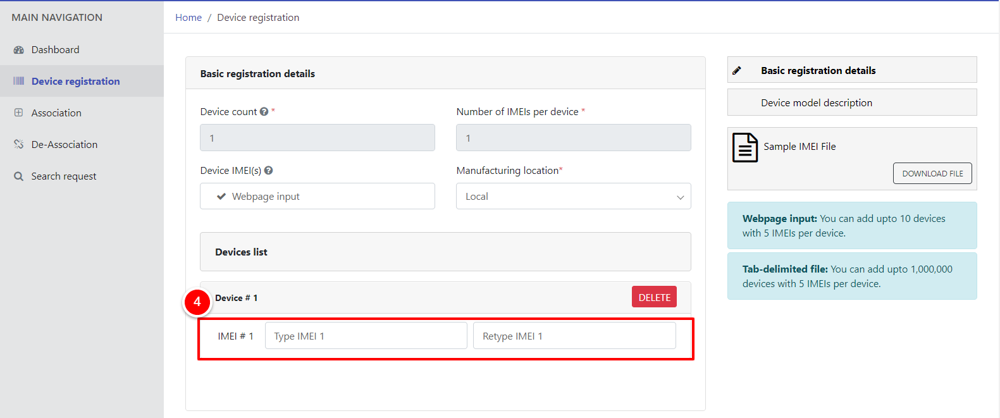 MAIN NAVIGATION
Dashboard
Device registration
Association
De-Association
Search request
Home / Device registration
Basic registration details
Device count ? *
1
Number of IMEIs per device *
1
Device IMEI(s) ?
Webpage input
Manufacturing location*
Local
Devices list
4
Device # 1
DELETE
IMEI # 1
Type IMEI 1
Retype IMEI 1
Basic registration details
Device model description
Sample IMEI File
DOWNLOAD FILE
Webpage input: You can add upto 10 devices
with 5 IMEIs per device.
Tab-delimited file: You can add upto 1,000,000
devices with 5 IMEIs per device.